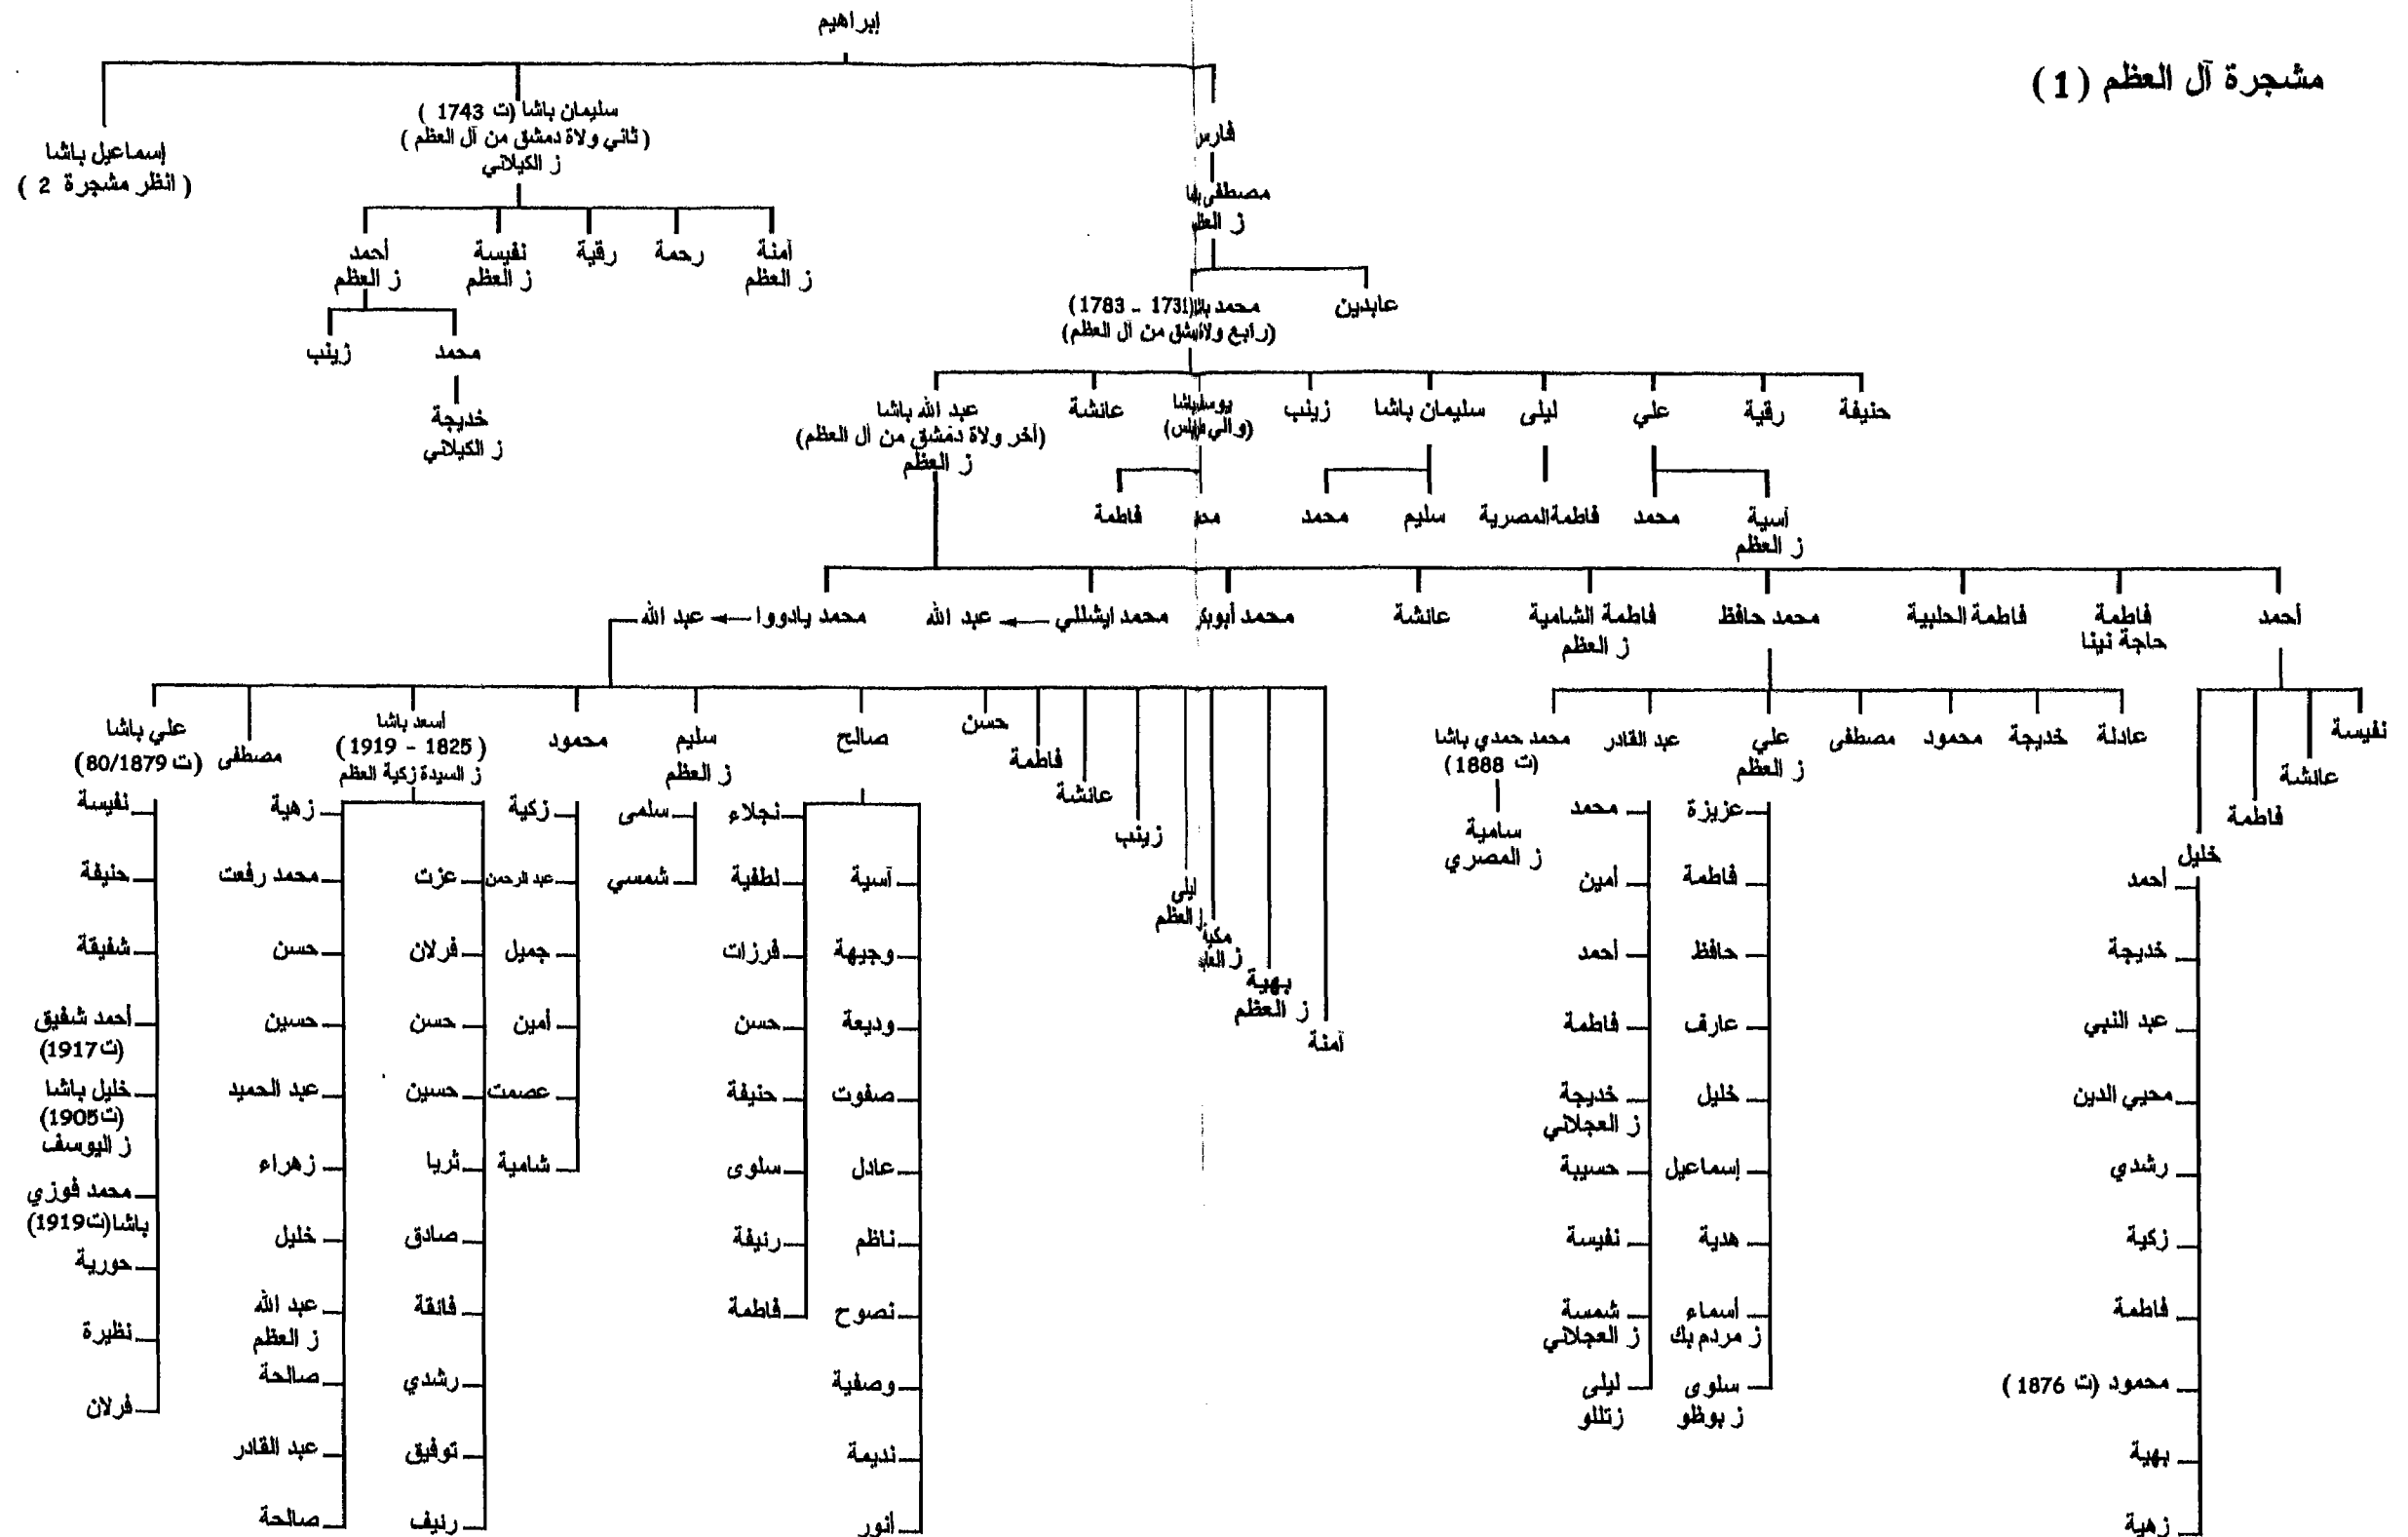 مشجرة آل العظم (1)
إبراهيم
فارس
مصطفى باشا
ز العظم
سليمان باشا (ت 1743)
(ثاني ولاة دمشق من آل العظم)
ز الكيلاني
إسماعيل باشا
(انظر مشجرة 2)
آمنة
ز العظم
رحمة
رقية
نفيسة
ز العظم
أحمد
ز العظم
عابدين
محمد باشا (1731 - 1783)
(رابع ولاة دمشق من آل العظم)
محمد
زينب
خديجة
ز الكيلاني
حنيفة
رقية
علي
ليلى
سليمان باشا
زينب
يوسف باشا
(والي طرابلس)
عائشة
عبد الله باشا
(آخر ولاة دمشق من آل العظم)
ز العظم
آسية
ز العظم
محمد
فاطمة المصرية
سليم
محمد
فاطمة
أحمد
فاطمة
حاجة نينا
فاطمة الحلبية
محمد حافظ
فاطمة الشامية
ز العظم
عائشة
محمد أبوبكر
محمد ايشللي ← عبد الله
محمد يادووا ← عبد الله
نفيسة
عائشة
فاطمة
خليل
أحمد
خديجة
عبد النبي
محيي الدين
رشدي
زكية
فاطمة
محمود (ت 1876)
بهية
زهية
عادلة
خديجة
محمود
مصطفى
علي
ز العظم
عبد القادر
محمد حمدي باشا
(ت 1888)
سامية
ز المصري
عزيزة
فاطمة
حافظ
عارف
خليل
إسماعيل
هدية
أسماء
ز مردم بك
سلوى
ز بوظو
محمد
أمين
أحمد
فاطمة
خديجة
ز العجلاني
حسيبة
نفيسة
شمسة
ز العجلاني
ليلى
ز تللو
آمنة
بهية
ز العظم
مكية
ز العظم
ليلى
ز العظم
زينب
عائشة
فاطمة
حسن
صالح
سليم
ز العظم
محمود
أسعد باشا
(1825 - 1919)
ز السيدة زكية العظم
مصطفى
علي باشا
(ت 80/1879)
آسية
وجيهة
وديعة
صفوت
عادل
ناظم
نصوح
وصفية
نديمة
أنور
نجلاء
لطفية
فرزات
حسن
حنيفة
سلوى
رئيفة
فاطمة
سلمى
شمسي
زكية
عبد الرحمن
جميل
أمين
عصمت
شامية
عزت
فرلان
حسن
حسين
ثريا
صادق
فائقة
رشدي
توفيق
رئيف
زهية
محمد رفعت
حسن
حسين
عبد الحميد
زهراء
خليل
عبد الله
ز العظم
صالحة
عبد القادر
صالحة
نفيسة
حنيفة
شفيقة
أحمد شفيق
(ت 1917)
خليل باشا
(ت 1905)
ز اليوسف
محمد فوزي
باشا (ت 1919)
حورية
نظيرة
فرلان